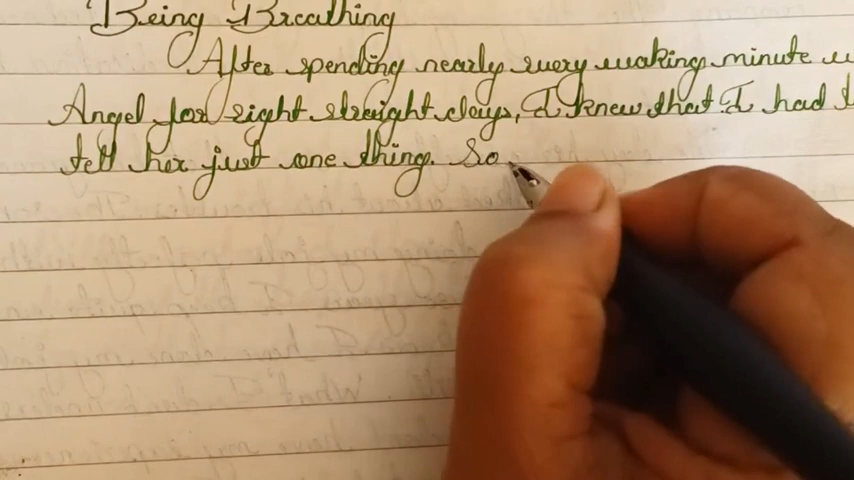 Being Breathing
After spending nearly every waking minute
Angel for eight straight days, I knew that I had
tell her just one thing. So